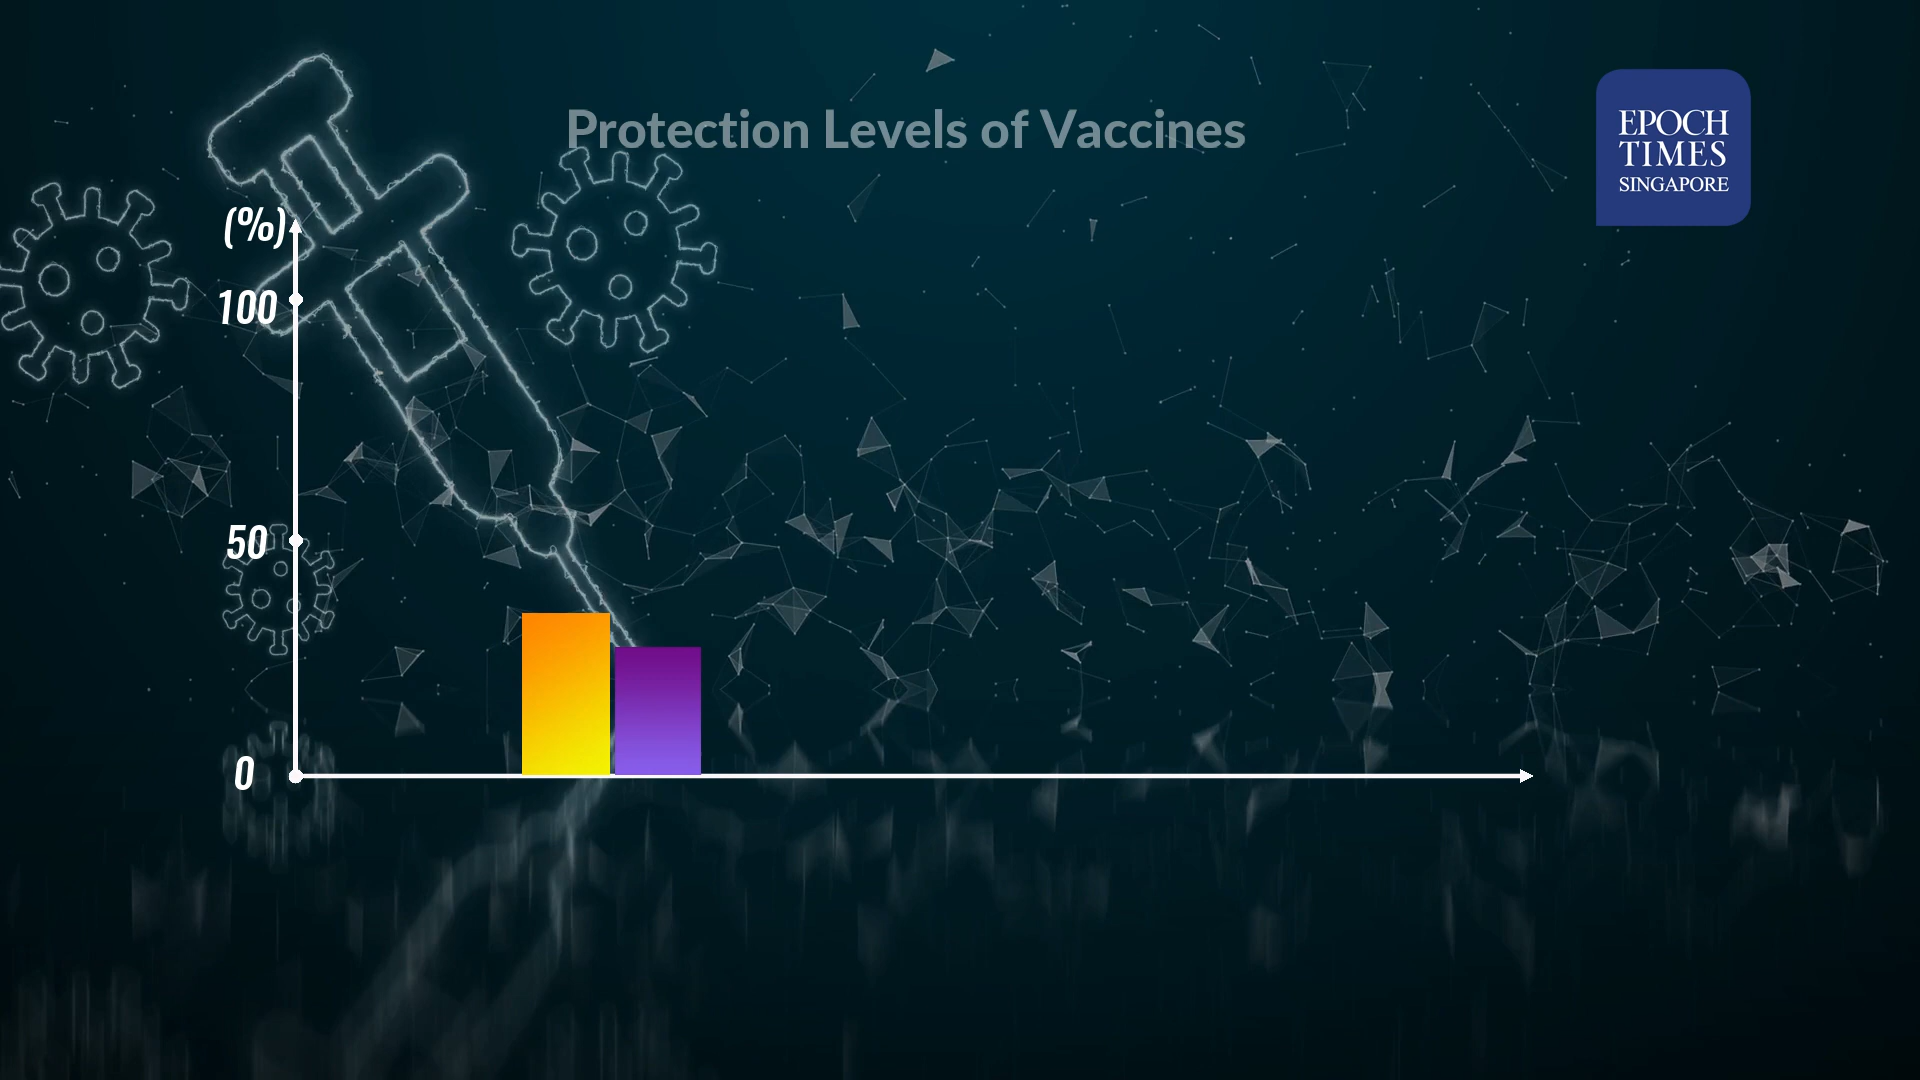 Protection Levels of Vaccines
EPOCH
TIMES
SINGAPORE
(%)
100
50
0